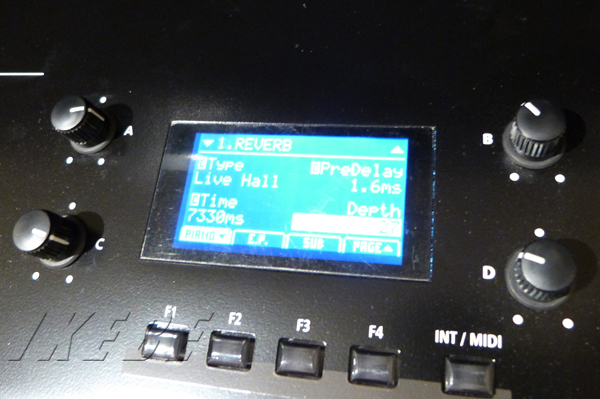 A
B
1.REVERB
Type
PreDelay
Live Hall
1.6ms
Time
Depth
7330ms
PIANO
E.P.
SUB
PAGE
C
D
F1
F2
F3
F4
INT / MIDI
IKEBE